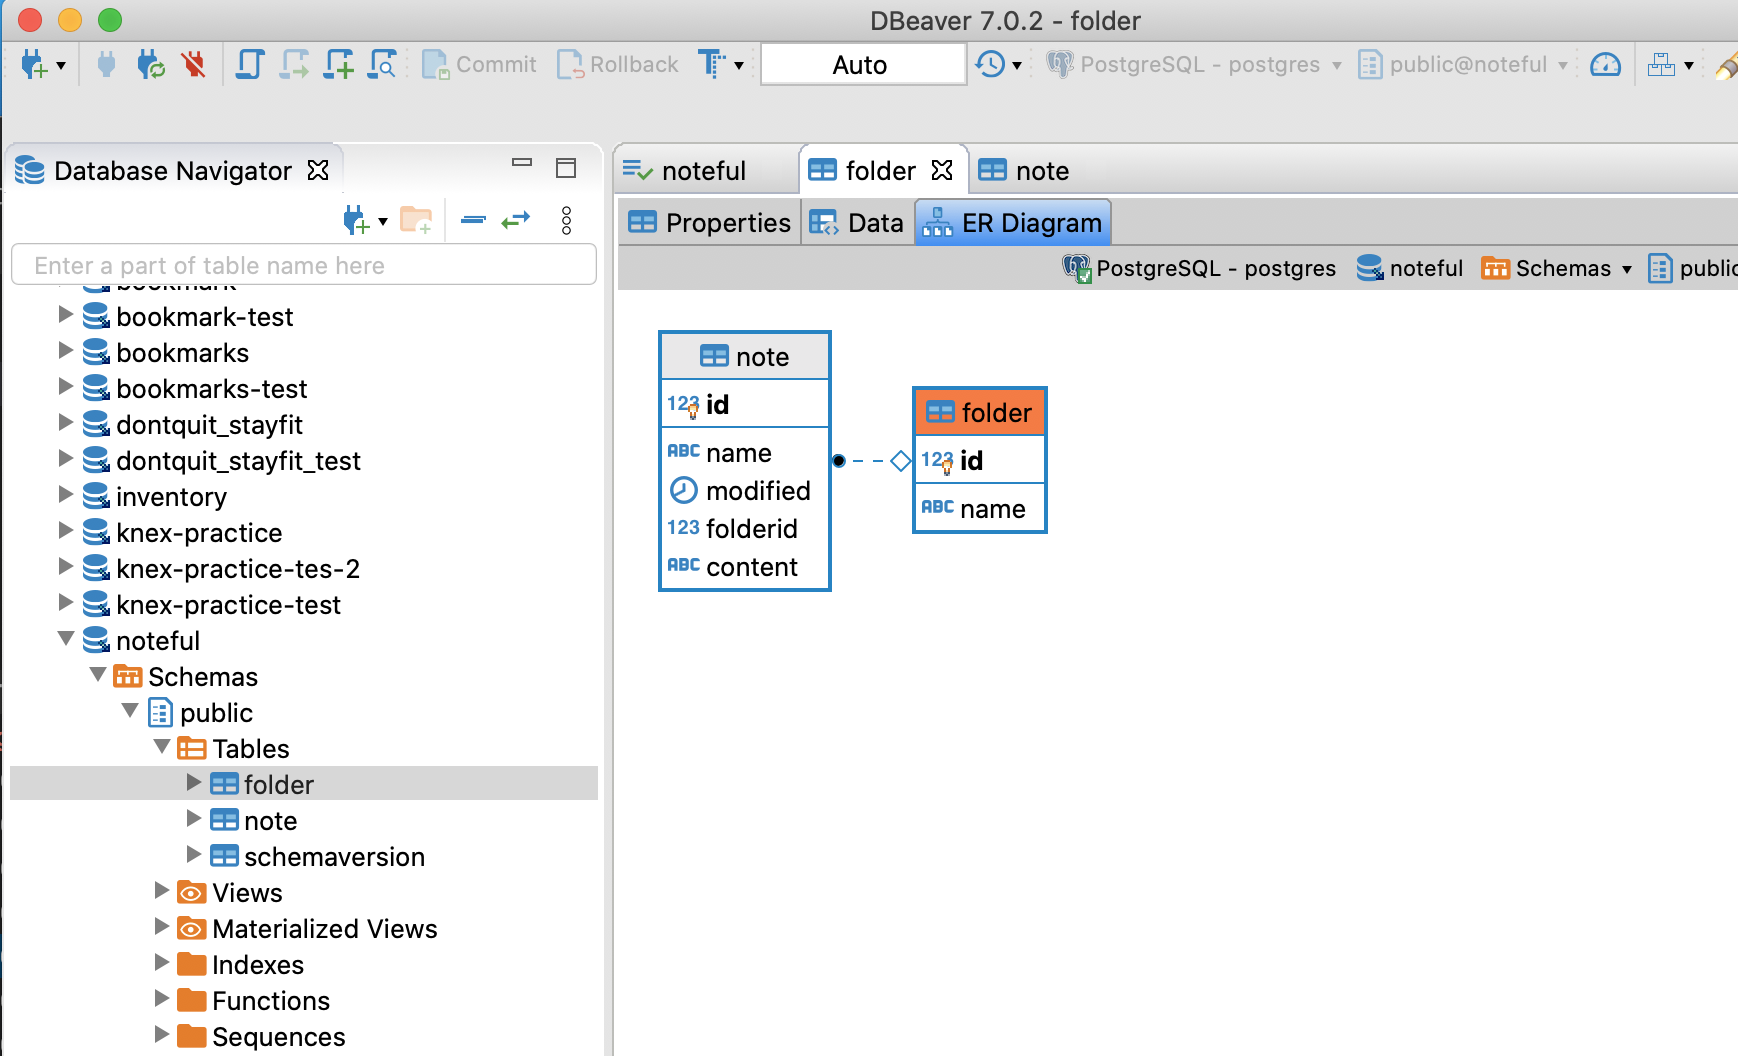 DBeaver 7.0.2 - folder
Commit Rollback Auto PostgreSQL - postgres public@noteful
Database Navigator
Enter a part of table name here
bookmark
bookmark-test
bookmarks
bookmarks-test
dontquit_stayfit
dontquit_stayfit_test
inventory
knex-practice
knex-practice-tes-2
knex-practice-test
noteful
Schemas
public
Tables
folder
note
schemaversion
Views
Materialized Views
Indexes
Functions
Sequences
noteful folder note
Properties Data ER Diagram
PostgreSQL - postgres noteful Schemas public
note
123 id
ABC name
modified
123 folderid
ABC content
folder
123 id
ABC name